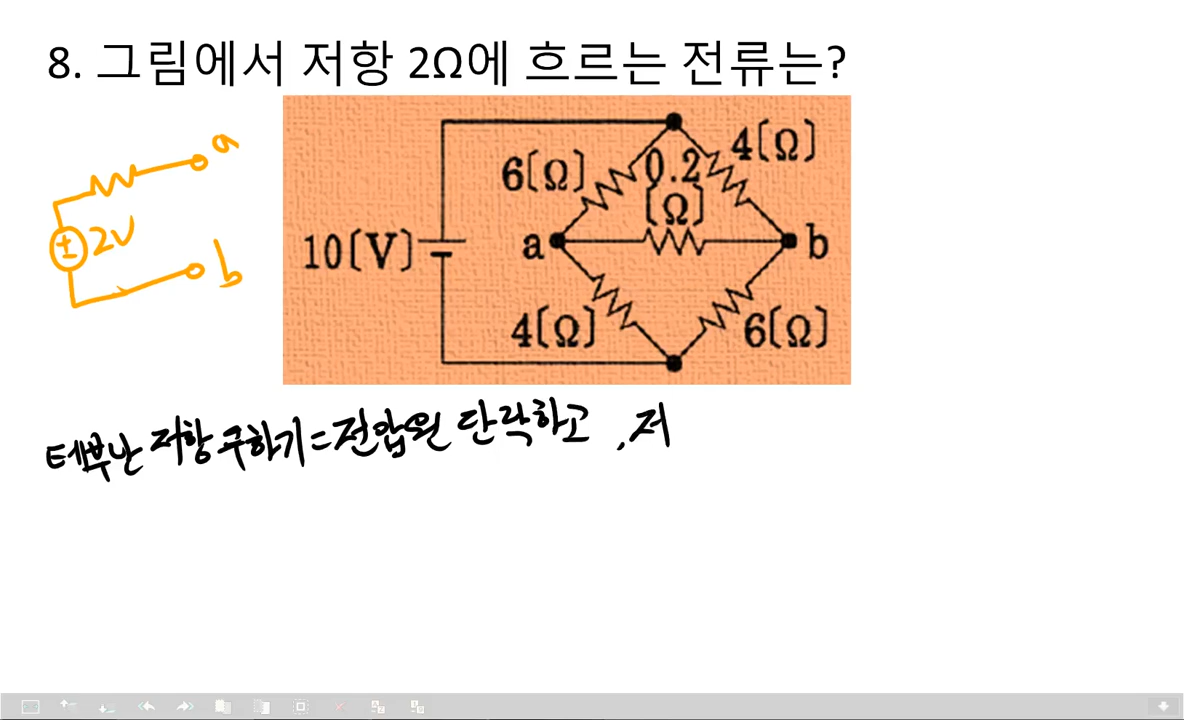 8. 그림에서 저항 2Ω에 흐르는 전류는?
a
2V
b
6[Ω]
4[Ω]
0.2
[Ω]
10[V]
a
b
4[Ω]
6[Ω]
테부난 저항 구하기=전압원 단락하고, 저